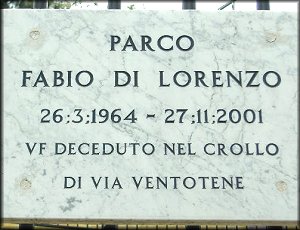 PARCO
FABIO DI LORENZO
26:3:1964 - 27:11:2001
VF DECEDUTO NEL CROLLO
DI VIA VENTOTENE